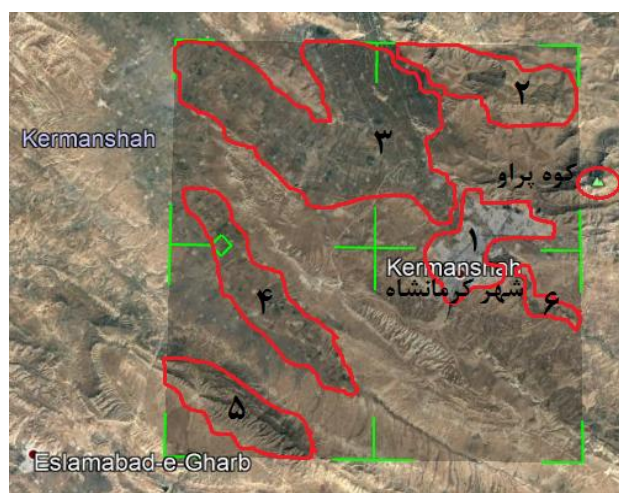 ۲
Kermanshah
۳
کوه پراو
۱
Kermanshah
شهر کرمانشاه
۴
۶
۵
Eslamabad-e-Gharb